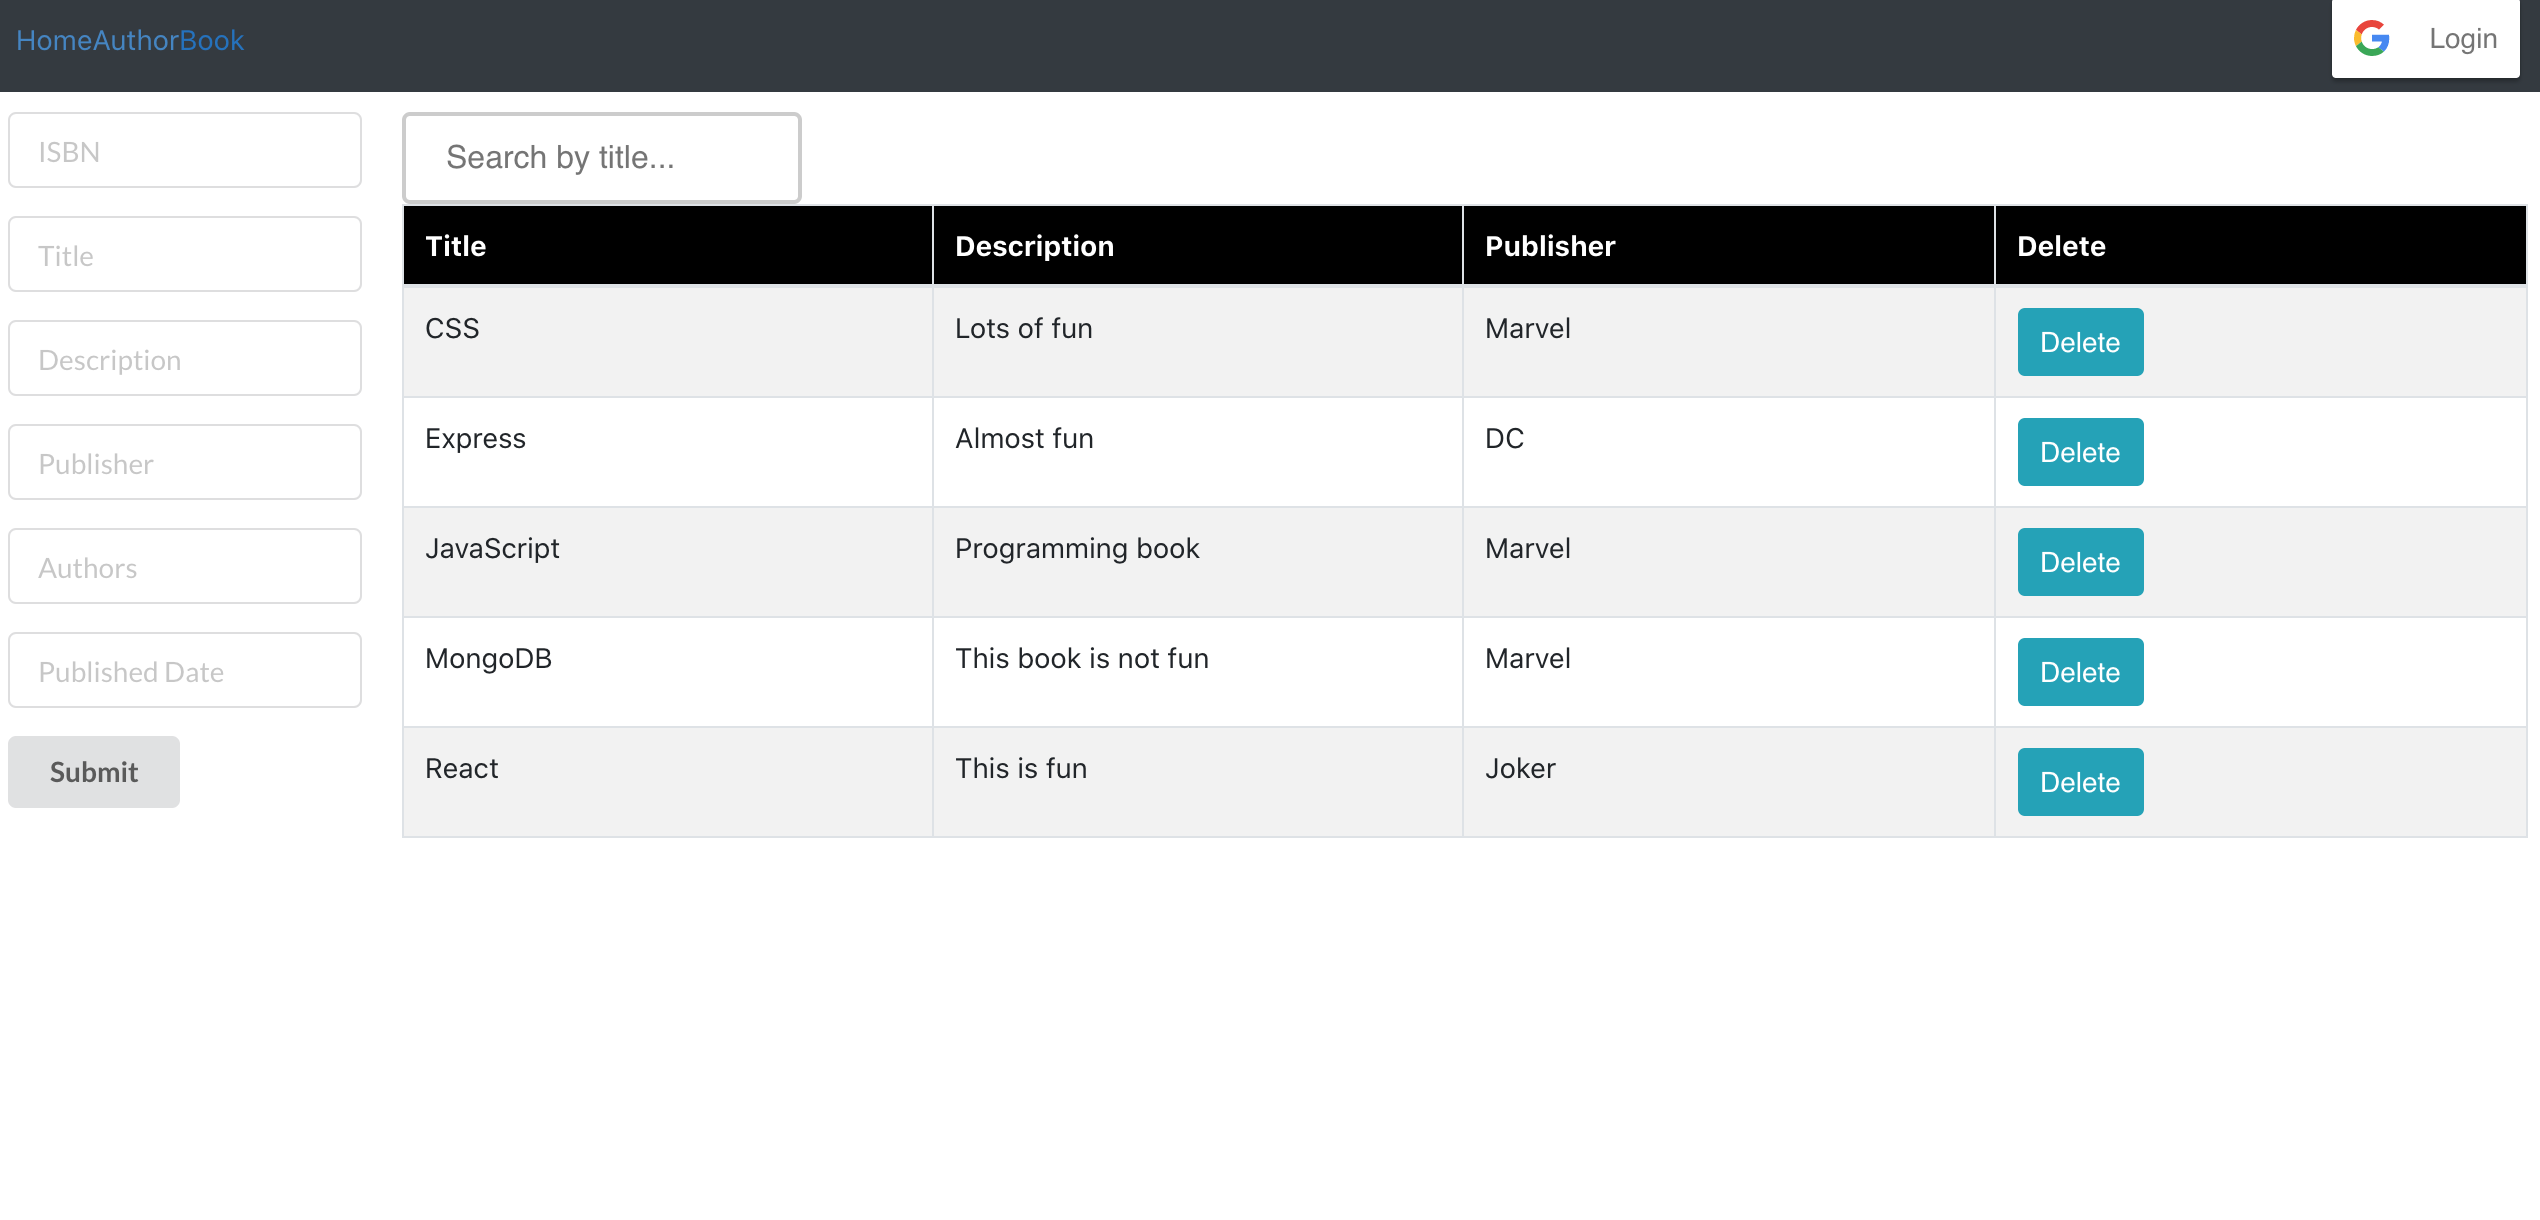 HomeAuthorBook
Login
ISBN
Title
Description
Publisher
Authors
Published Date
Submit
Search by title...
Title Description Publisher Delete
CSS Lots of fun Marvel Delete
Express Almost fun DC Delete
JavaScript Programming book Marvel Delete
MongoDB This book is not fun Marvel Delete
React This is fun Joker Delete